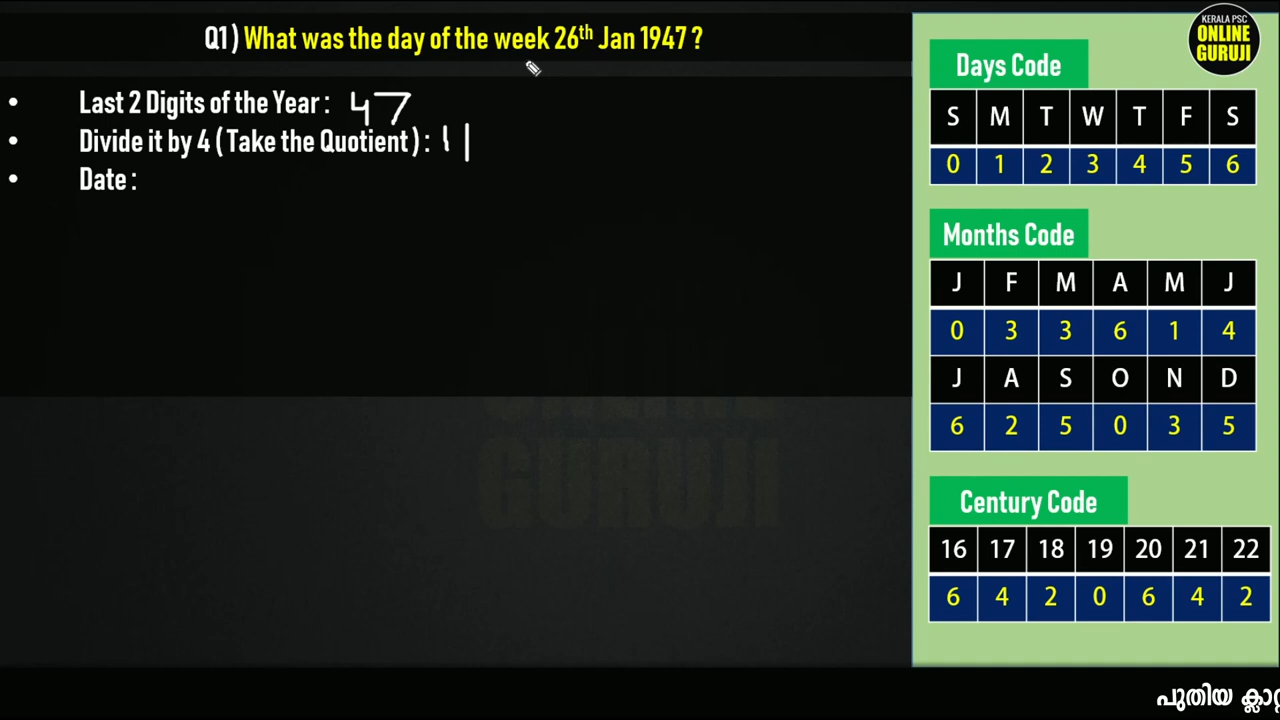 Q1) What was the day of the week 26th Jan 1947 ?
• Last 2 Digits of the Year : 47
• Divide it by 4 ( Take the Quotient ) : 11
• Date :
KERALA PSC
ONLINE
GURUJI
Days Code
S M T W T F S
0 1 2 3 4 5 6
Months Code
J F M A M J
0 3 3 6 1 4
J A S O N D
6 2 5 0 3 5
Century Code
16 17 18 19 20 21 22
6 4 2 0 6 4 2
GURUJI
പുതിയ